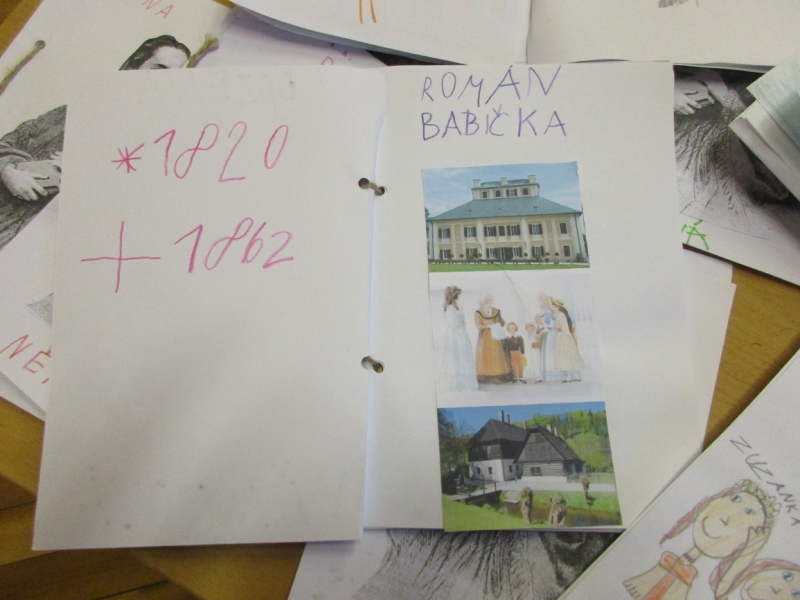 *1820
+1862
ROMÁN
BABIČKA
ZUZANKA